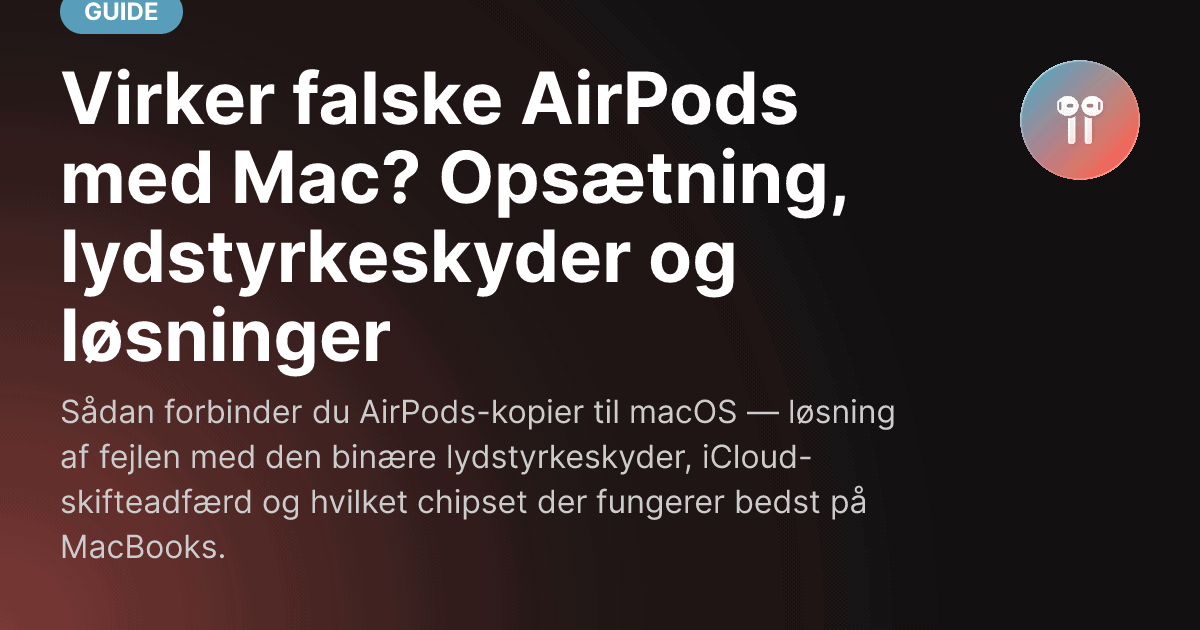 GUIDE
Virker falske AirPods
med Mac? Opsætning,
lydstyrkeskyder og
løsninger
Sådan forbinder du AirPods-kopier til macOS — løsning
af fejlen med den binære lydstyrkeskyder, iCloud-
skifteadfærd og hvilket chipset der fungerer bedst på
MacBooks.